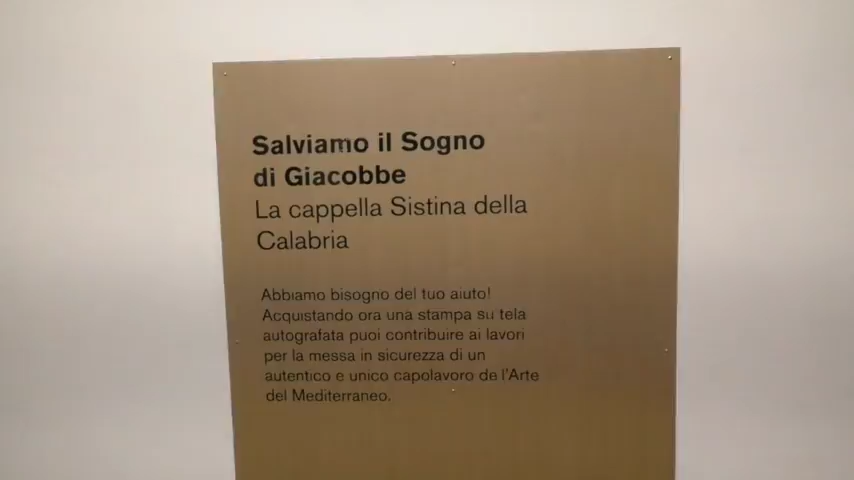 Salviamo il Sogno
di Giacobbe
La cappella Sistina della
Calabria
Abbiamo bisogno del tuo aiuto!
Acquistando ora una stampa su tela
autografata puoi contribuire ai lavori
per la messa in sicurezza di un
autentico e unico capolavoro de l'Arte
del Mediterraneo.